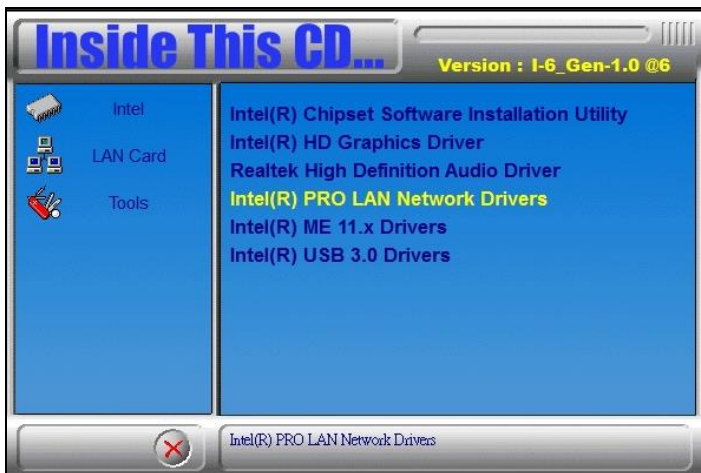 Inside This CD...
Version : I-6_Gen-1.0 @6
Intel
LAN Card
Tools
Intel(R) Chipset Software Installation Utility
Intel(R) HD Graphics Driver
Realtek High Definition Audio Driver
Intel(R) PRO LAN Network Drivers
Intel(R) ME 11.x Drivers
Intel(R) USB 3.0 Drivers
Intel(R) PRO LAN Network Drivers